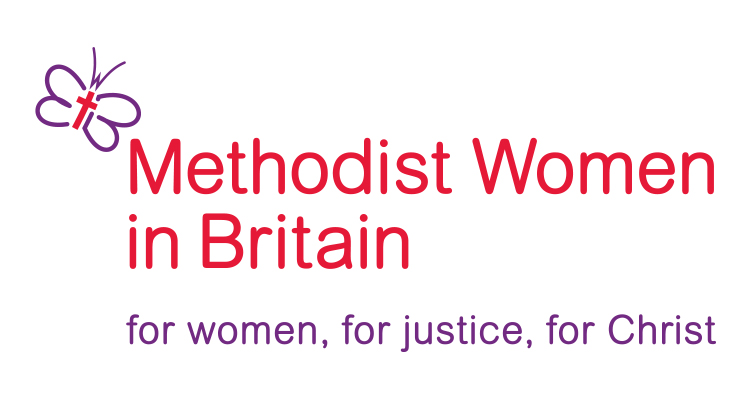 Methodist Women
in Britain
for women, for justice, for Christ